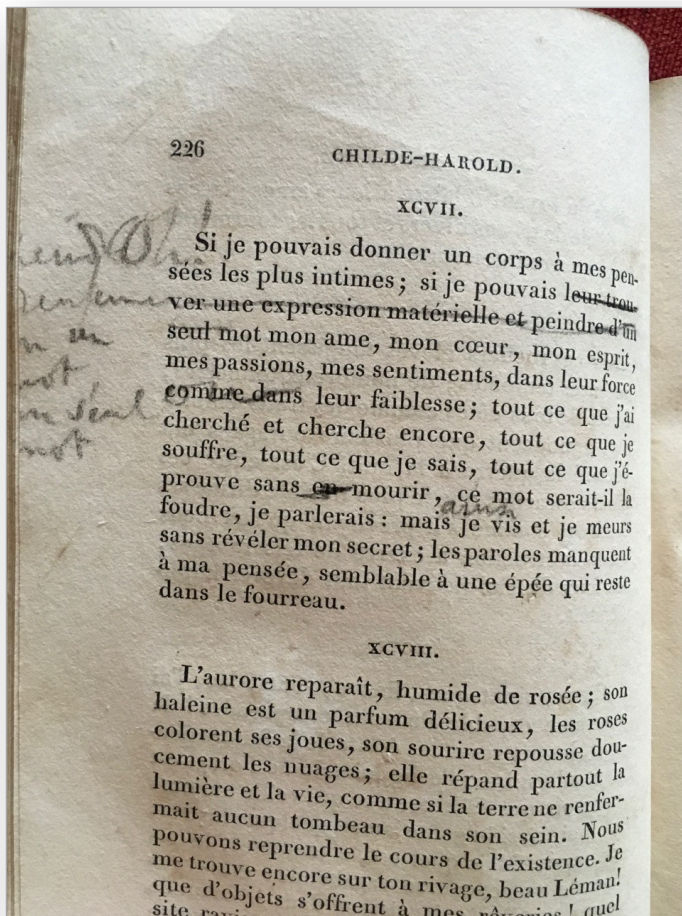 226
CHILDE-HAROLD.
XCVII.
Oh!
Si je pouvais donner un corps à mes pen-
sées les plus intimes; si je pouvais leur trou-
ver une expression matérielle et peindre d'un
seul mot mon ame, mon cœur, mon esprit,
mes passions, mes sentiments, dans leur force
comme dans leur faiblesse; tout ce que j'ai
cherché et cherche encore, tout ce que je
souffre, tout ce que je sais, tout ce que j'é-
prouve sans en mourir, ce mot serait-il la
foudre, je parlerais: mais je vis et je meurs
sans révéler mon secret; les paroles manquent
à ma pensée, semblable à une épée qui reste
dans le fourreau.
seul
XCVIII.
L'aurore reparaît, humide de rosée; son
haleine est un parfum délicieux, les roses
colorent ses joues, son sourire repousse dou-
cement les nuages; elle répand partout la
lumière et la vie, comme si la terre ne renfer-
mait aucun tombeau dans son sein. Nous
pouvons reprendre le cours de l'existence. Je
me trouve encore sur ton rivage, beau Léman!
que d'objets s'offrent à mes rêveries! quel
site